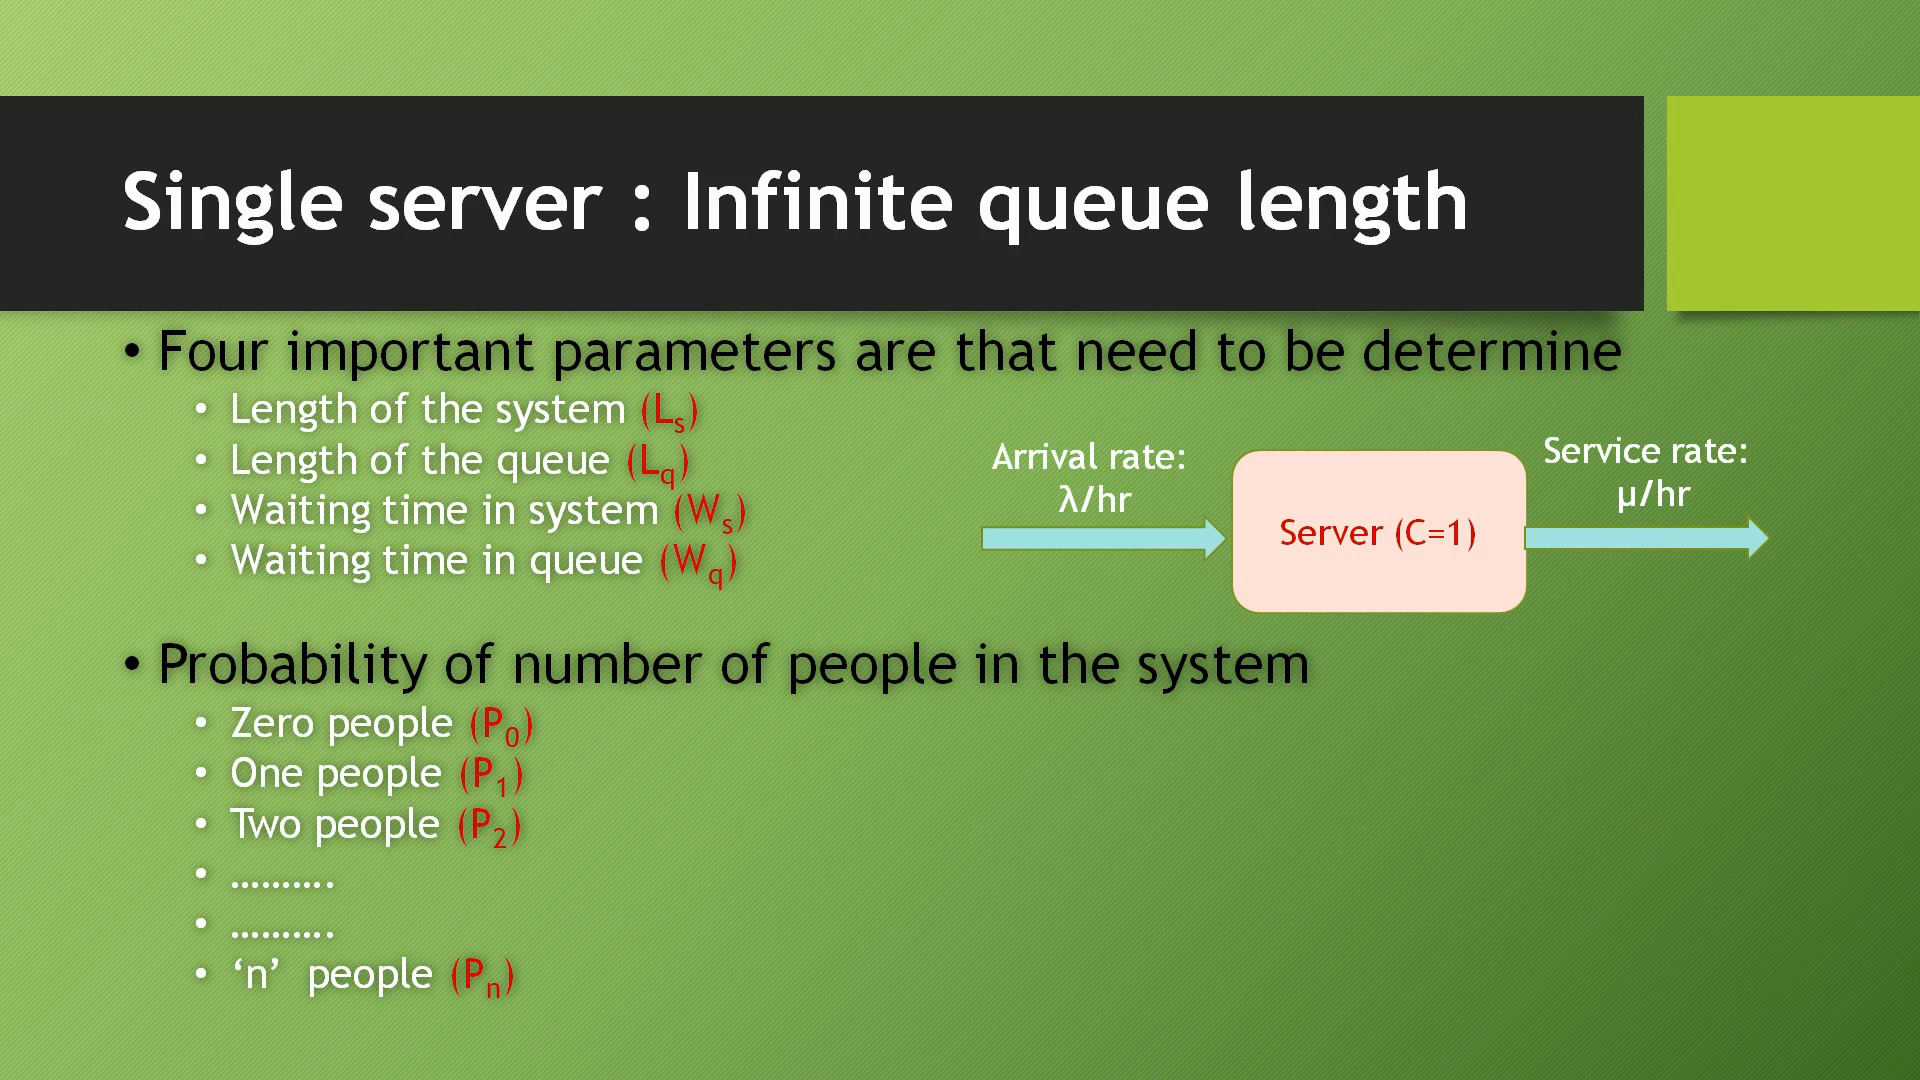 Single server : Infinite queue length
• Four important parameters are that need to be determine
• Length of the system (Ls)
• Length of the queue (Lq)
• Waiting time in system (Ws)
• Waiting time in queue (Wq)
Arrival rate:
λ/hr
Server (C=1)
Service rate:
μ/hr
• Probability of number of people in the system
• Zero people (P0)
• One people (P1)
• Two people (P2)
• ……….
• ……….
• ‘n’  people (Pn)